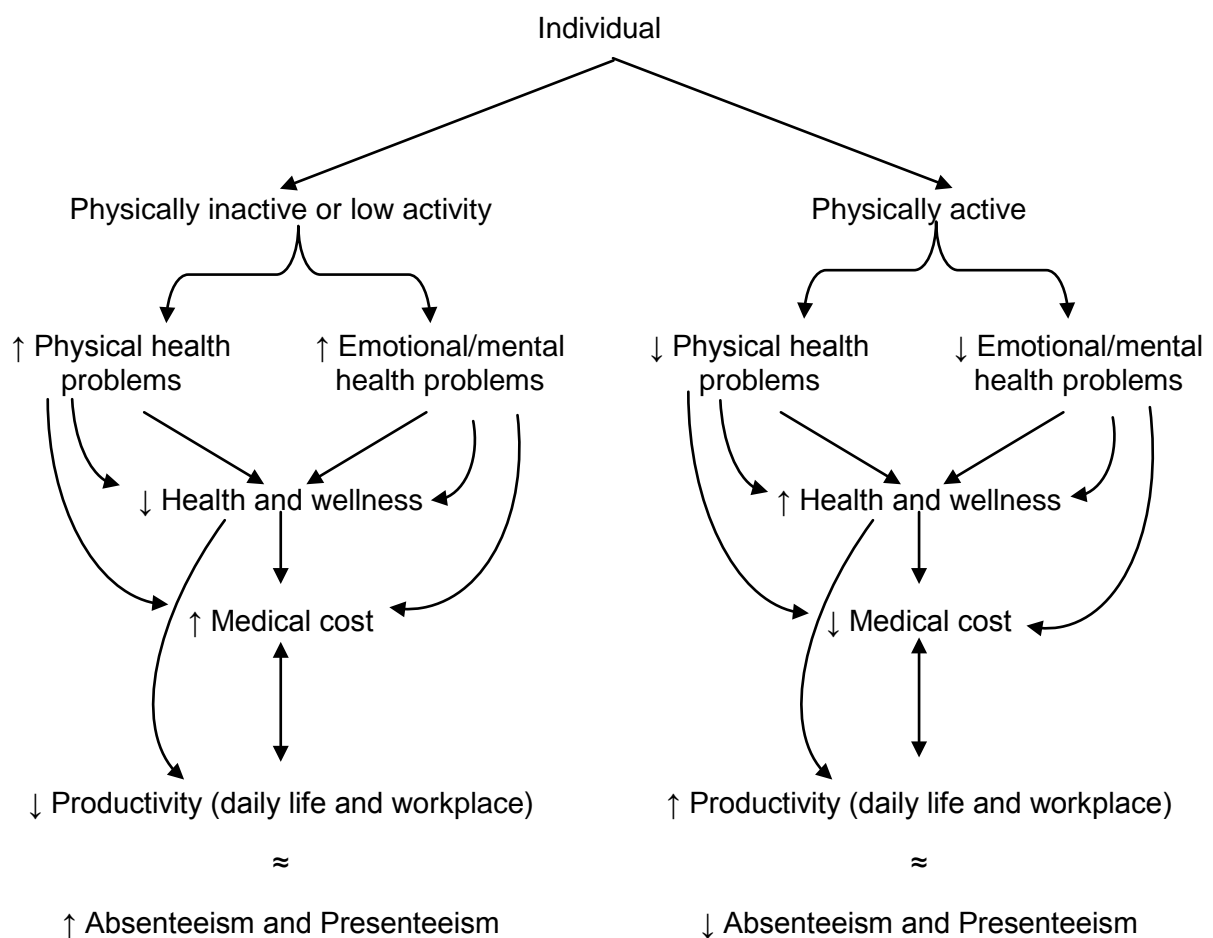 Individual
Physically inactive or low activity
Physically active
↑ Physical health
problems
↑ Emotional/mental
health problems
↓ Physical health
problems
↓ Emotional/mental
health problems
↓ Health and wellness
↑ Health and wellness
↑ Medical cost
↓ Medical cost
↓ Productivity (daily life and workplace)
↑ Productivity (daily life and workplace)
≈
≈
↑ Absenteeism and Presenteeism
↓ Absenteeism and Presenteeism